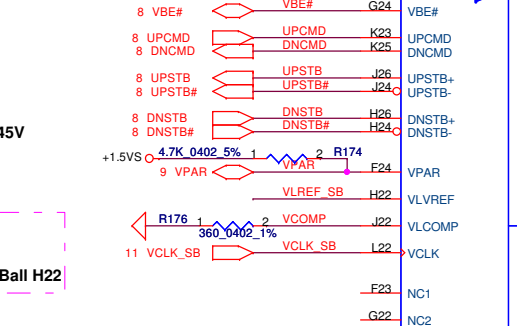 8 VBE# VBE# G24 VBE#
8 UPCMD UPCMD K23 UPCMD
8 DNCMD DNCMD K25 DNCMD
8 UPSTB UPSTB J26 UPSTB+
8 UPSTB# UPSTB# J24 UPSTB-
8 DNSTB DNSTB H26 DNSTB+
8 DNSTB# DNSTB# H24 DNSTB-
45V
+1.5VS 4.7K_0402_5% 1 2 R174
9 VPAR VPAR F24 VPAR
VLREF_SB H22 VLVREF
R176 1 2 VCOMP J22 VLCOMP
360_0402_1%
11 VCLK_SB VCLK_SB L22 VCLK
Ball H22
F23 NC1
G22 NC2